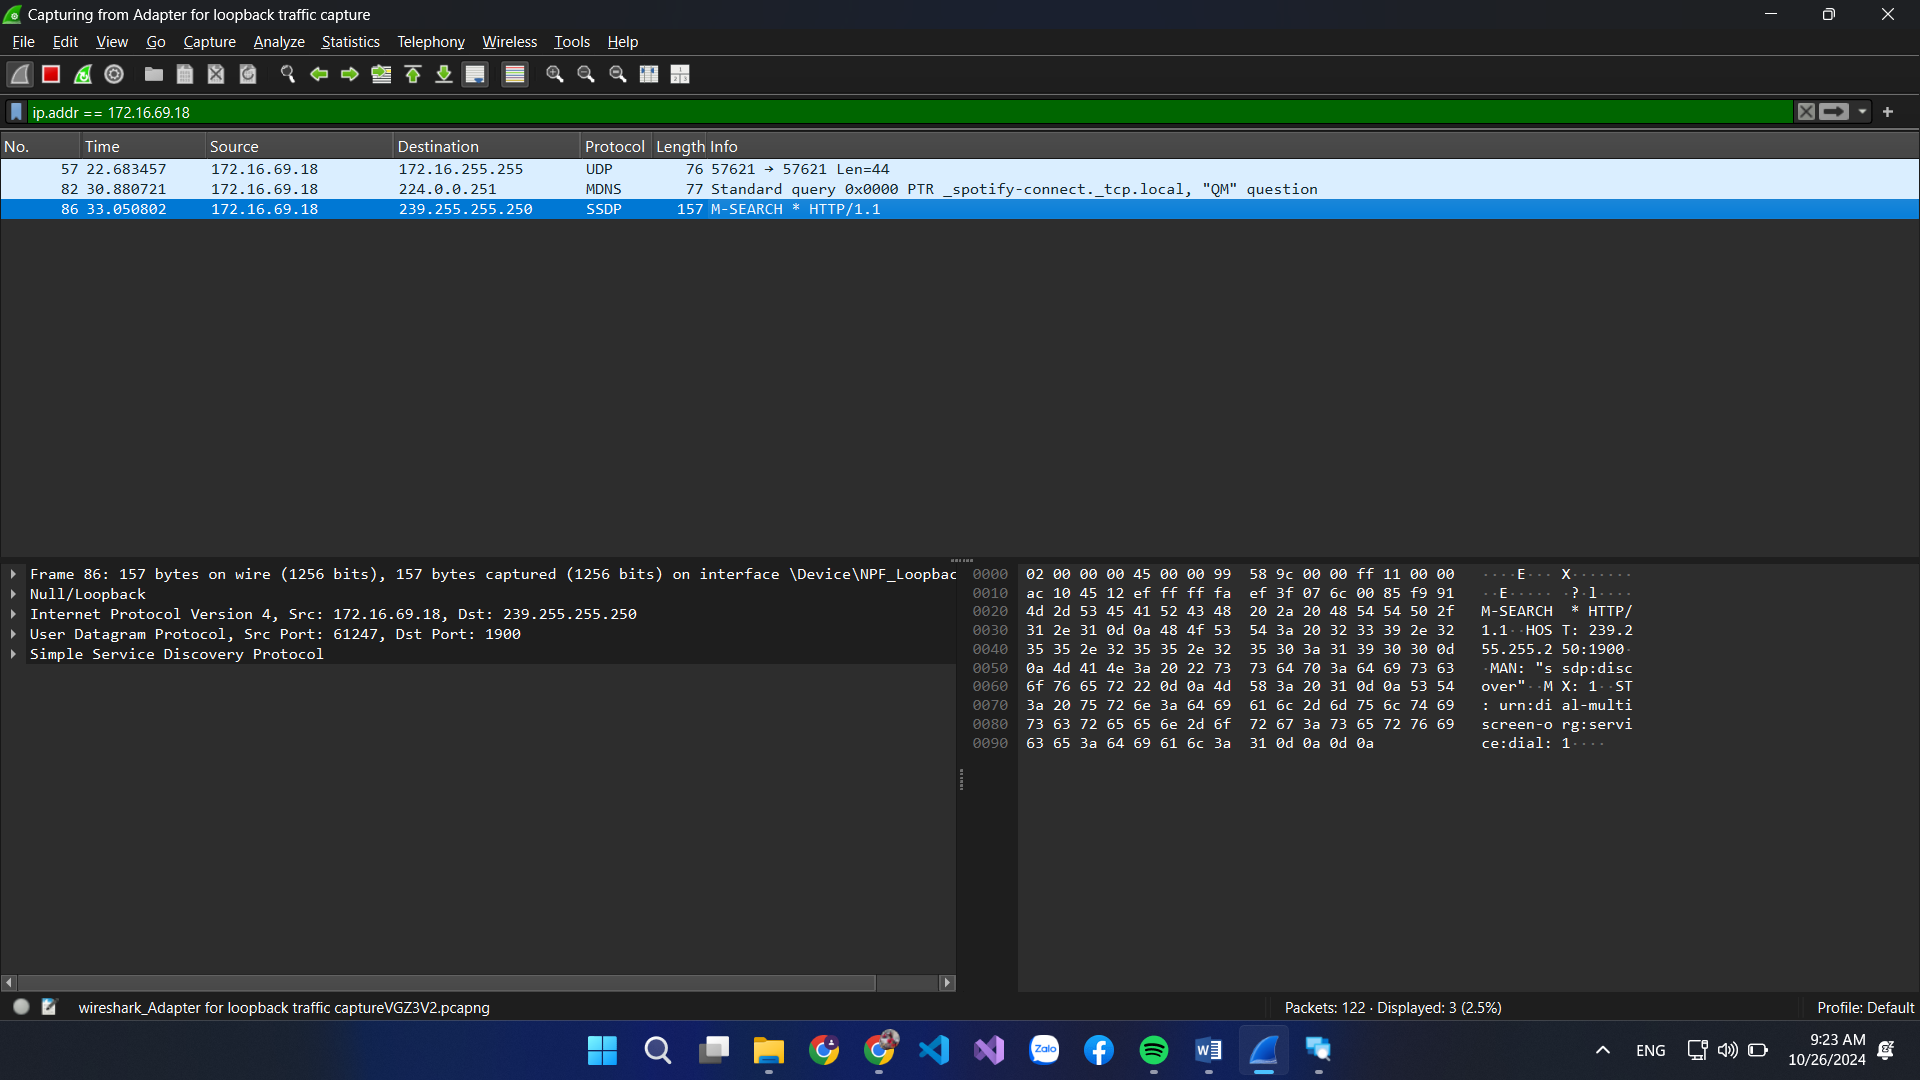 Capturing from Adapter for loopback traffic capture
File Edit View Go Capture Analyze Statistics Telephony Wireless Tools Help
ip.addr == 172.16.69.18
No. Time Source Destination Protocol Length Info
57 22.683457 172.16.69.18 172.16.255.255 UDP 76 57621 → 57621 Len=44
82 30.880721 172.16.69.18 224.0.0.251 MDNS 77 Standard query 0x0000 PTR _spotify-connect._tcp.local, "QM" question
86 33.050802 172.16.69.18 239.255.255.250 SSDP 157 M-SEARCH * HTTP/1.1
Frame 86: 157 bytes on wire (1256 bits), 157 bytes captured (1256 bits) on interface \Device\NPF_Loopbac
Null/Loopback
Internet Protocol Version 4, Src: 172.16.69.18, Dst: 239.255.255.250
User Datagram Protocol, Src Port: 61247, Dst Port: 1900
Simple Service Discovery Protocol
0000 02 00 00 00 45 00 00 99 58 9c 00 00 ff 11 00 00 ····E··· X·······
0010 ac 10 45 12 ef ff ff fa ef 3f 07 6c 00 85 f9 91 ··E····· ·?·l····
0020 4d 2d 53 45 41 52 43 48 20 2a 20 48 54 54 50 2f M-SEARCH * HTTP/
0030 31 2e 31 0d 0a 48 4f 53 54 3a 20 32 33 39 2e 32 1.1··HOS T: 239.2
0040 35 35 2e 32 35 35 2e 32 35 30 3a 31 39 30 30 0d 55.255.2 50:1900·
0050 0a 4d 41 4e 3a 20 22 73 73 64 70 3a 64 69 73 63 ·MAN: "s sdp:disc
0060 6f 76 65 72 22 0d 0a 4d 58 3a 20 31 0d 0a 53 54 over"··M X: 1··ST
0070 3a 20 75 72 6e 3a 64 69 61 6c 2d 6d 75 6c 74 69 : urn:di al-multi
0080 73 63 72 65 65 6e 2d 6f 72 67 3a 73 65 72 76 69 screen-o rg:servi
0090 63 65 3a 64 69 61 6c 3a 31 0d 0a 0d 0a ce:dial: 1····
wireshark_Adapter for loopback traffic captureVGZ3V2.pcapng Packets: 122 · Displayed: 3 (2.5%) Profile: Default
Zalo
ENG
9:23 AM
10/26/2024